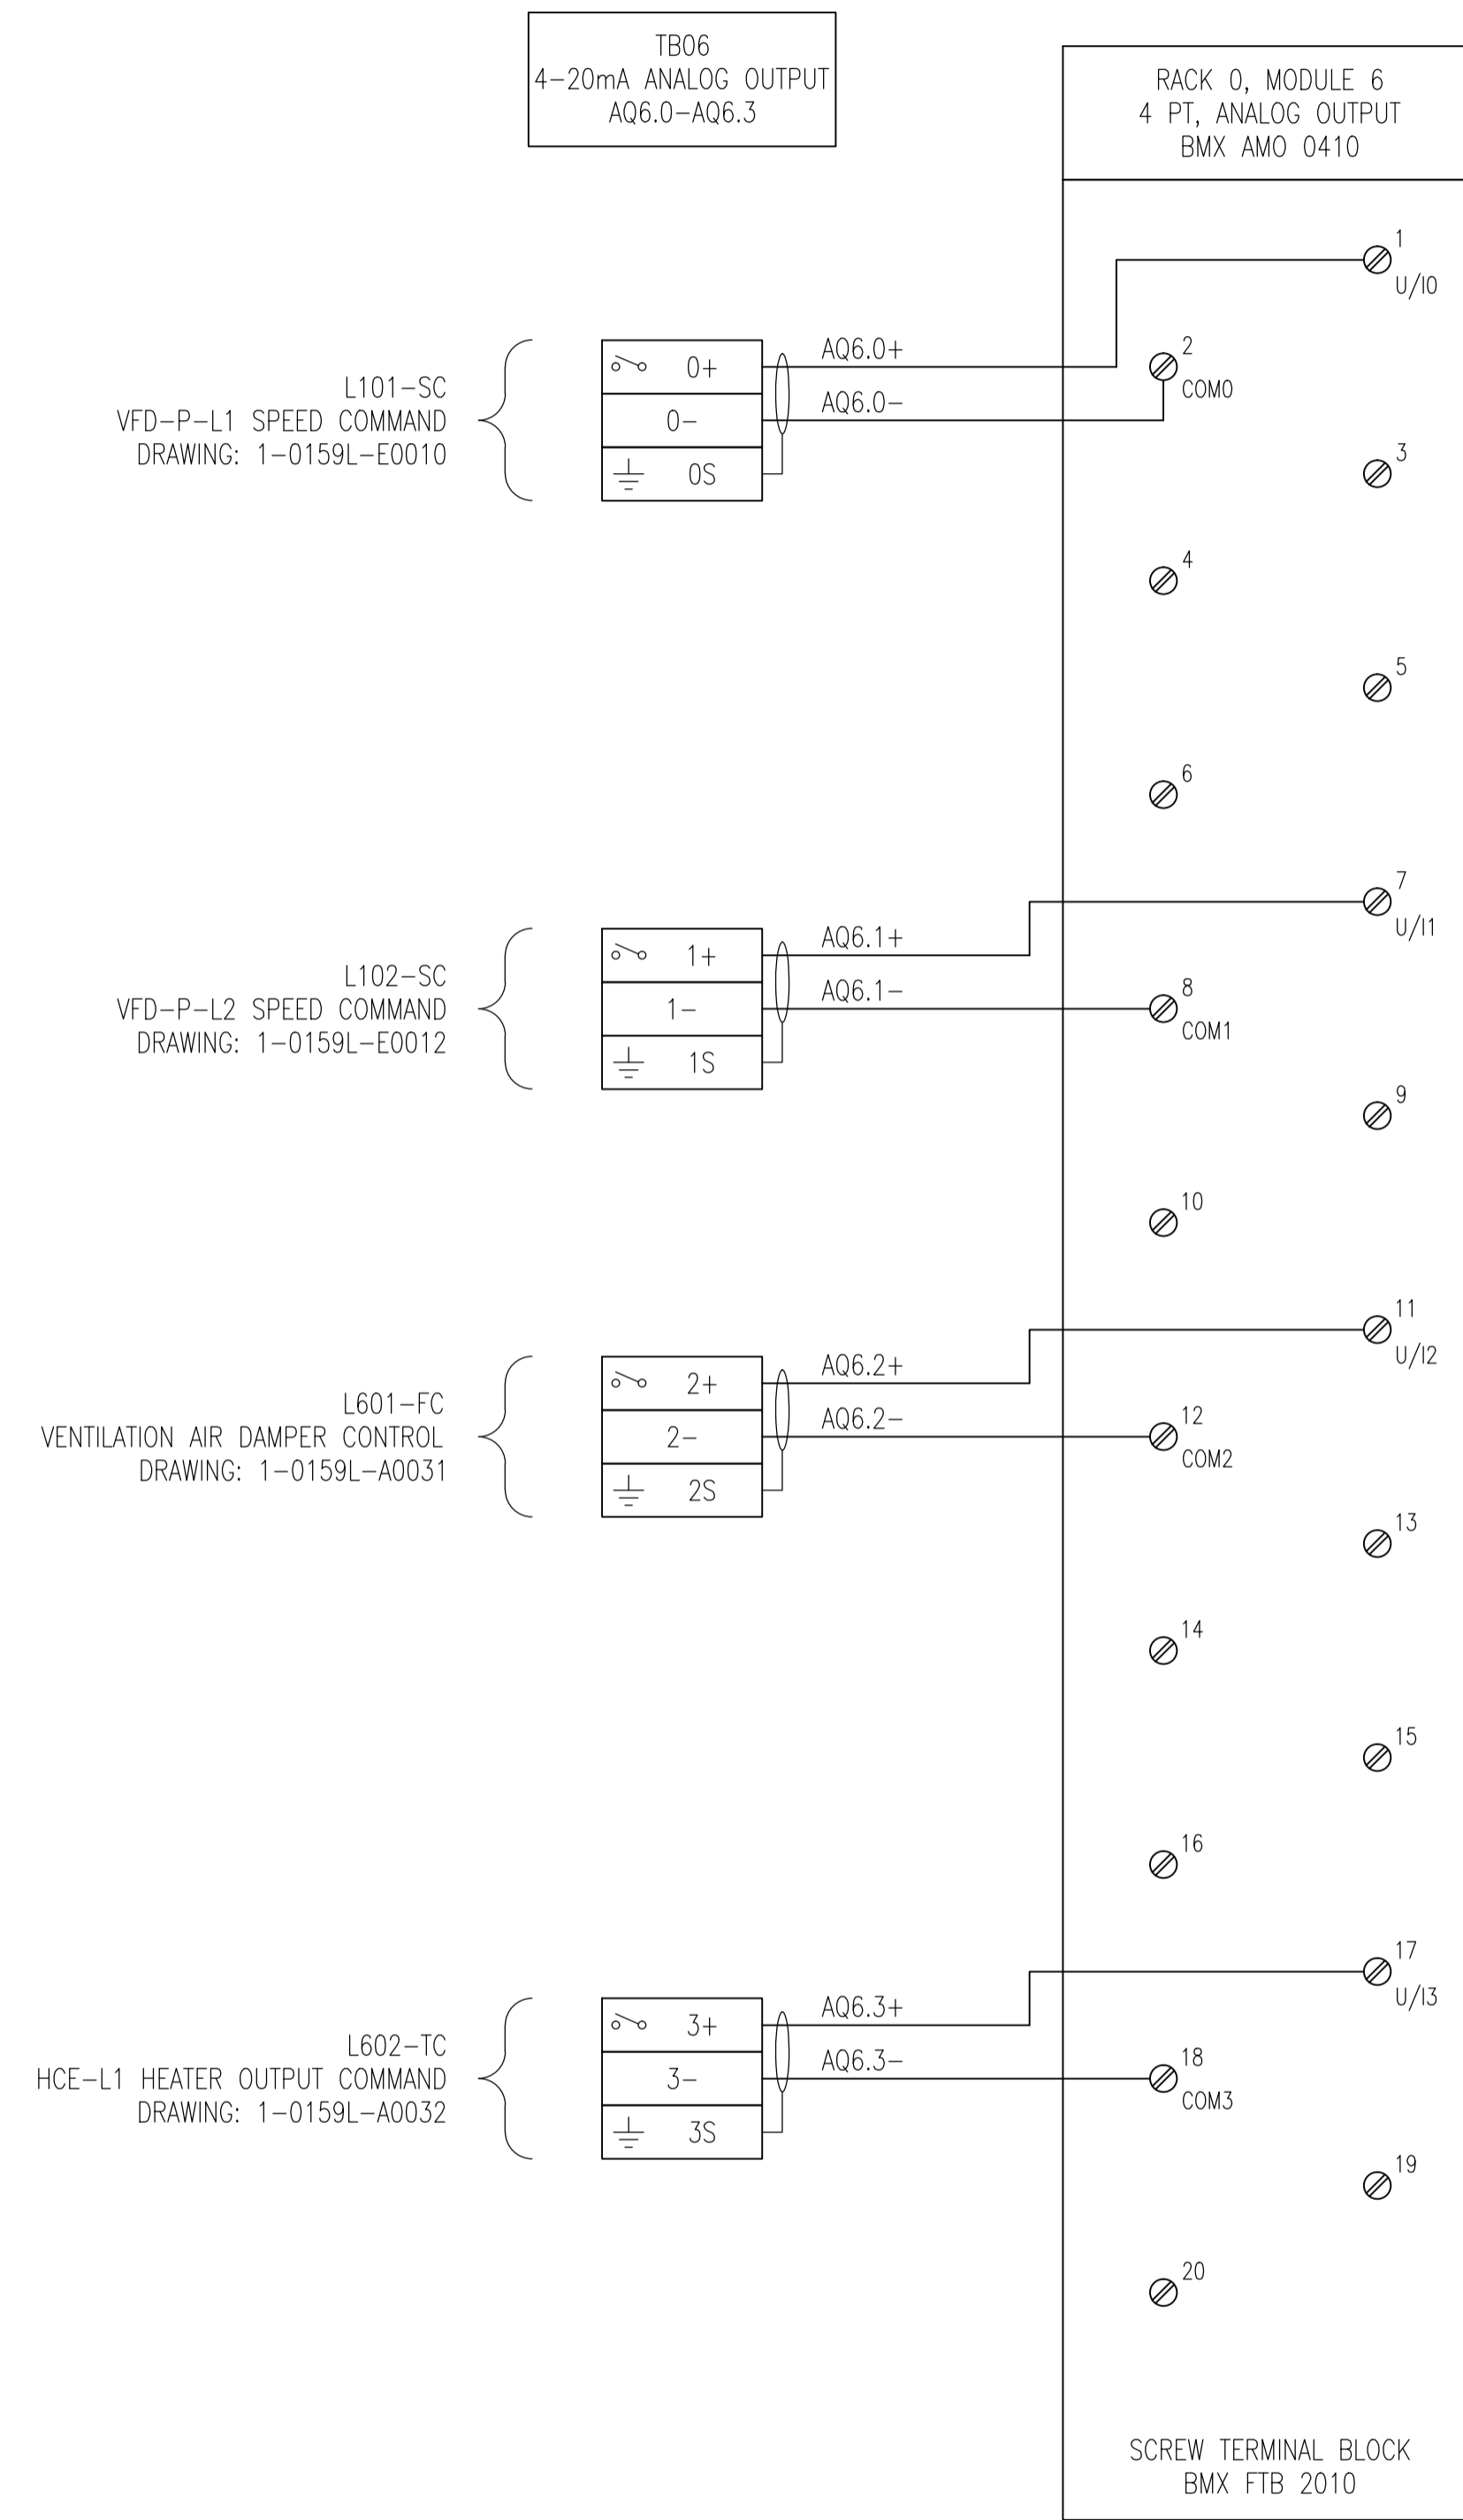 TB06
4-20mA ANALOG OUTPUT
AQ6.0-AQ6.3
RACK 0, MODULE 6
4 PT, ANALOG OUTPUT
BMX AMO 0410
1
U/I0
L101-SC
VFD-P-L1 SPEED COMMAND
DRAWING: 1-0159L-E0010
0+
0-
0S
AQ6.0+
AQ6.0-
2
COM0
3
4
5
6
7
U/I1
L102-SC
VFD-P-L2 SPEED COMMAND
DRAWING: 1-0159L-E0012
1+
1-
1S
AQ6.1+
AQ6.1-
8
COM1
9
10
11
U/I2
L601-FC
VENTILATION AIR DAMPER CONTROL
DRAWING: 1-0159L-A0031
2+
2-
2S
AQ6.2+
AQ6.2-
12
COM2
13
14
15
16
17
U/I3
L602-TC
HCE-L1 HEATER OUTPUT COMMAND
DRAWING: 1-0159L-A0032
3+
3-
3S
AQ6.3+
AQ6.3-
18
COM3
19
20
SCREW TERMINAL BLOCK
BMX FTB 2010